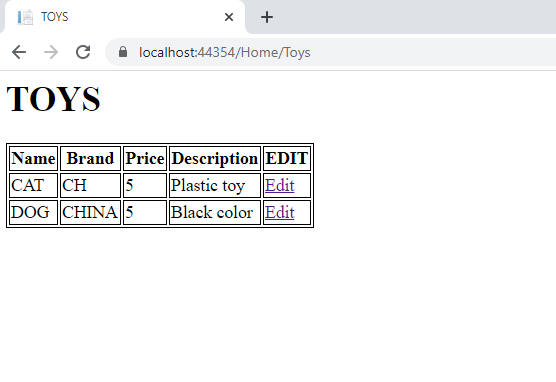 TOYS
localhost:44354/Home/Toys
TOYS
Name Brand Price Description EDIT
CAT CH 5 Plastic toy Edit
DOG CHINA 5 Black color Edit